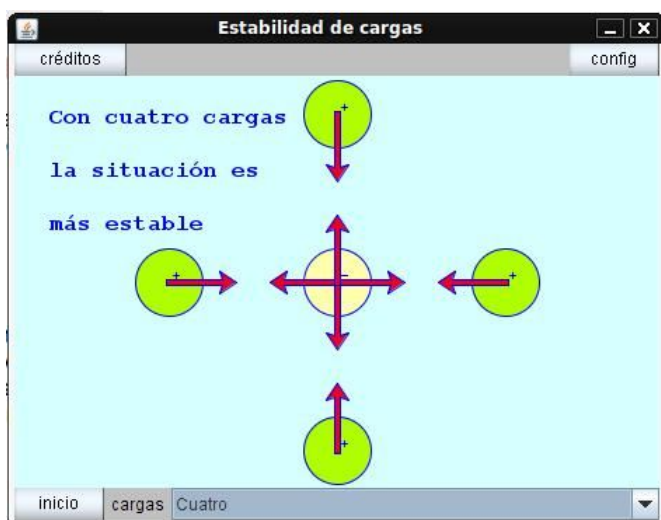 Estabilidad de cargas
créditos
config
Con cuatro cargas
la situación es
más estable
+
+
−
+
+
inicio
cargas
Cuatro